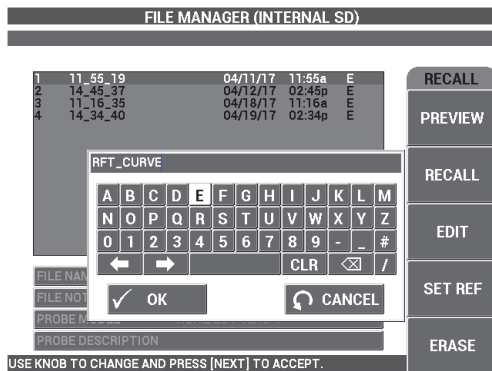 FILE MANAGER (INTERNAL SD)
1 11_55_19 04/11/17 11:55a E
2 14_45_37 04/12/17 02:45p E
3 11_16_35 04/18/17 11:16a E
4 14_34_40 04/19/17 02:34p E
RECALL
PREVIEW
RECALL
EDIT
SET REF
ERASE
RFT_CURVE
A B C D E F G H I J K L M
N O P Q R S T U V W X Y Z
0 1 2 3 4 5 6 7 8 9 - _ #
CLR /
OK CANCEL
FILE
FILE
PROBE
PROBE DESCRIPTION
USE KNOB TO CHANGE AND PRESS [NEXT] TO ACCEPT.